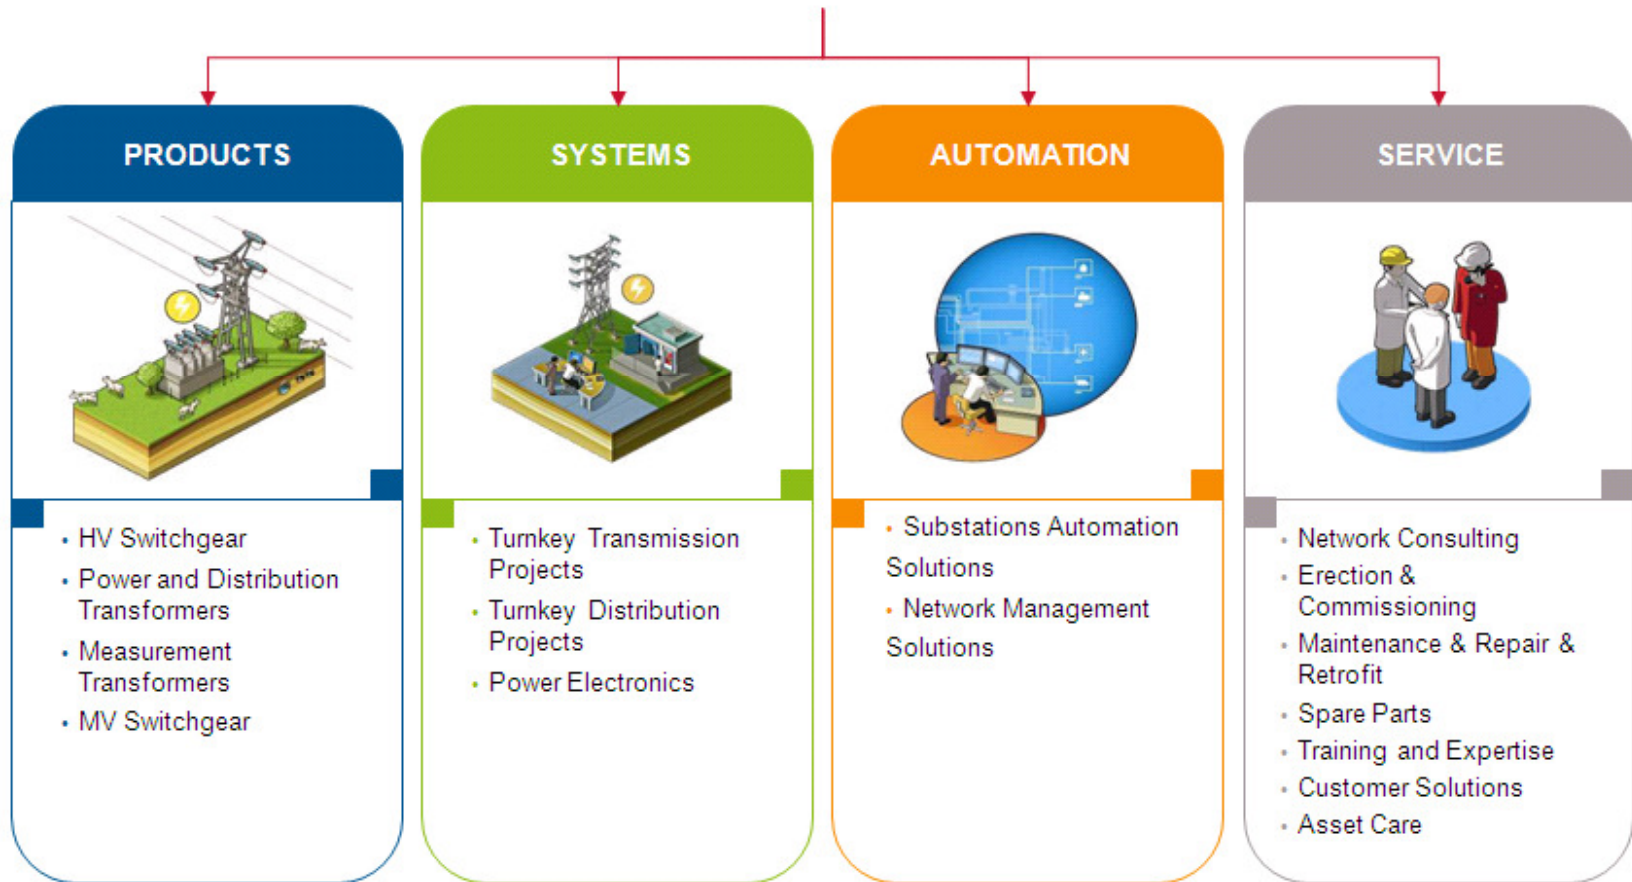 PRODUCTS
• HV Switchgear
• Power and Distribution
Transformers
• Measurement
Transformers
• MV Switchgear
SYSTEMS
• Turnkey Transmission
Projects
• Turnkey Distribution
Projects
• Power Electronics
AUTOMATION
• Substations Automation
Solutions
• Network Management
Solutions
SERVICE
• Network Consulting
• Erection &
Commissioning
• Maintenance & Repair &
Retrofit
• Spare Parts
• Training and Expertise
• Customer Solutions
• Asset Care